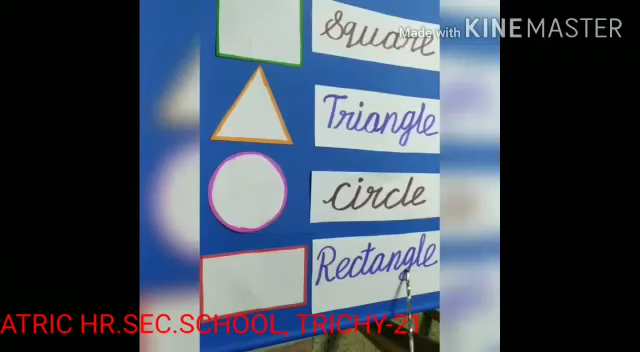 Square
Made with KINEMASTER
Triangle
circle
Rectangle
ATRIC HR.SEC.SCHOOL, TRICHY-21